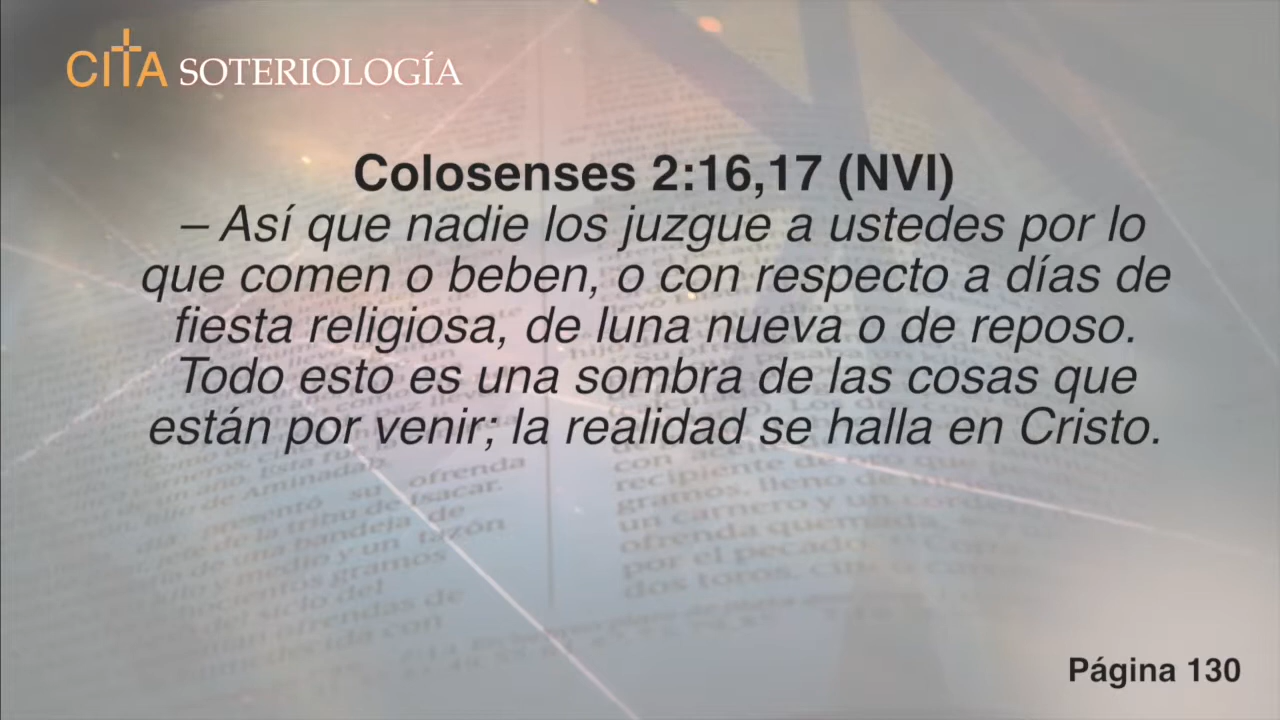 CITA SOTERIOLOGÍA
Colosenses 2:16,17 (NVI)
– Así que nadie los juzgue a ustedes por lo
que comen o beben, o con respecto a días de
fiesta religiosa, de luna nueva o de reposo.
Todo esto es una sombra de las cosas que
están por venir; la realidad se halla en Cristo.
Página 130